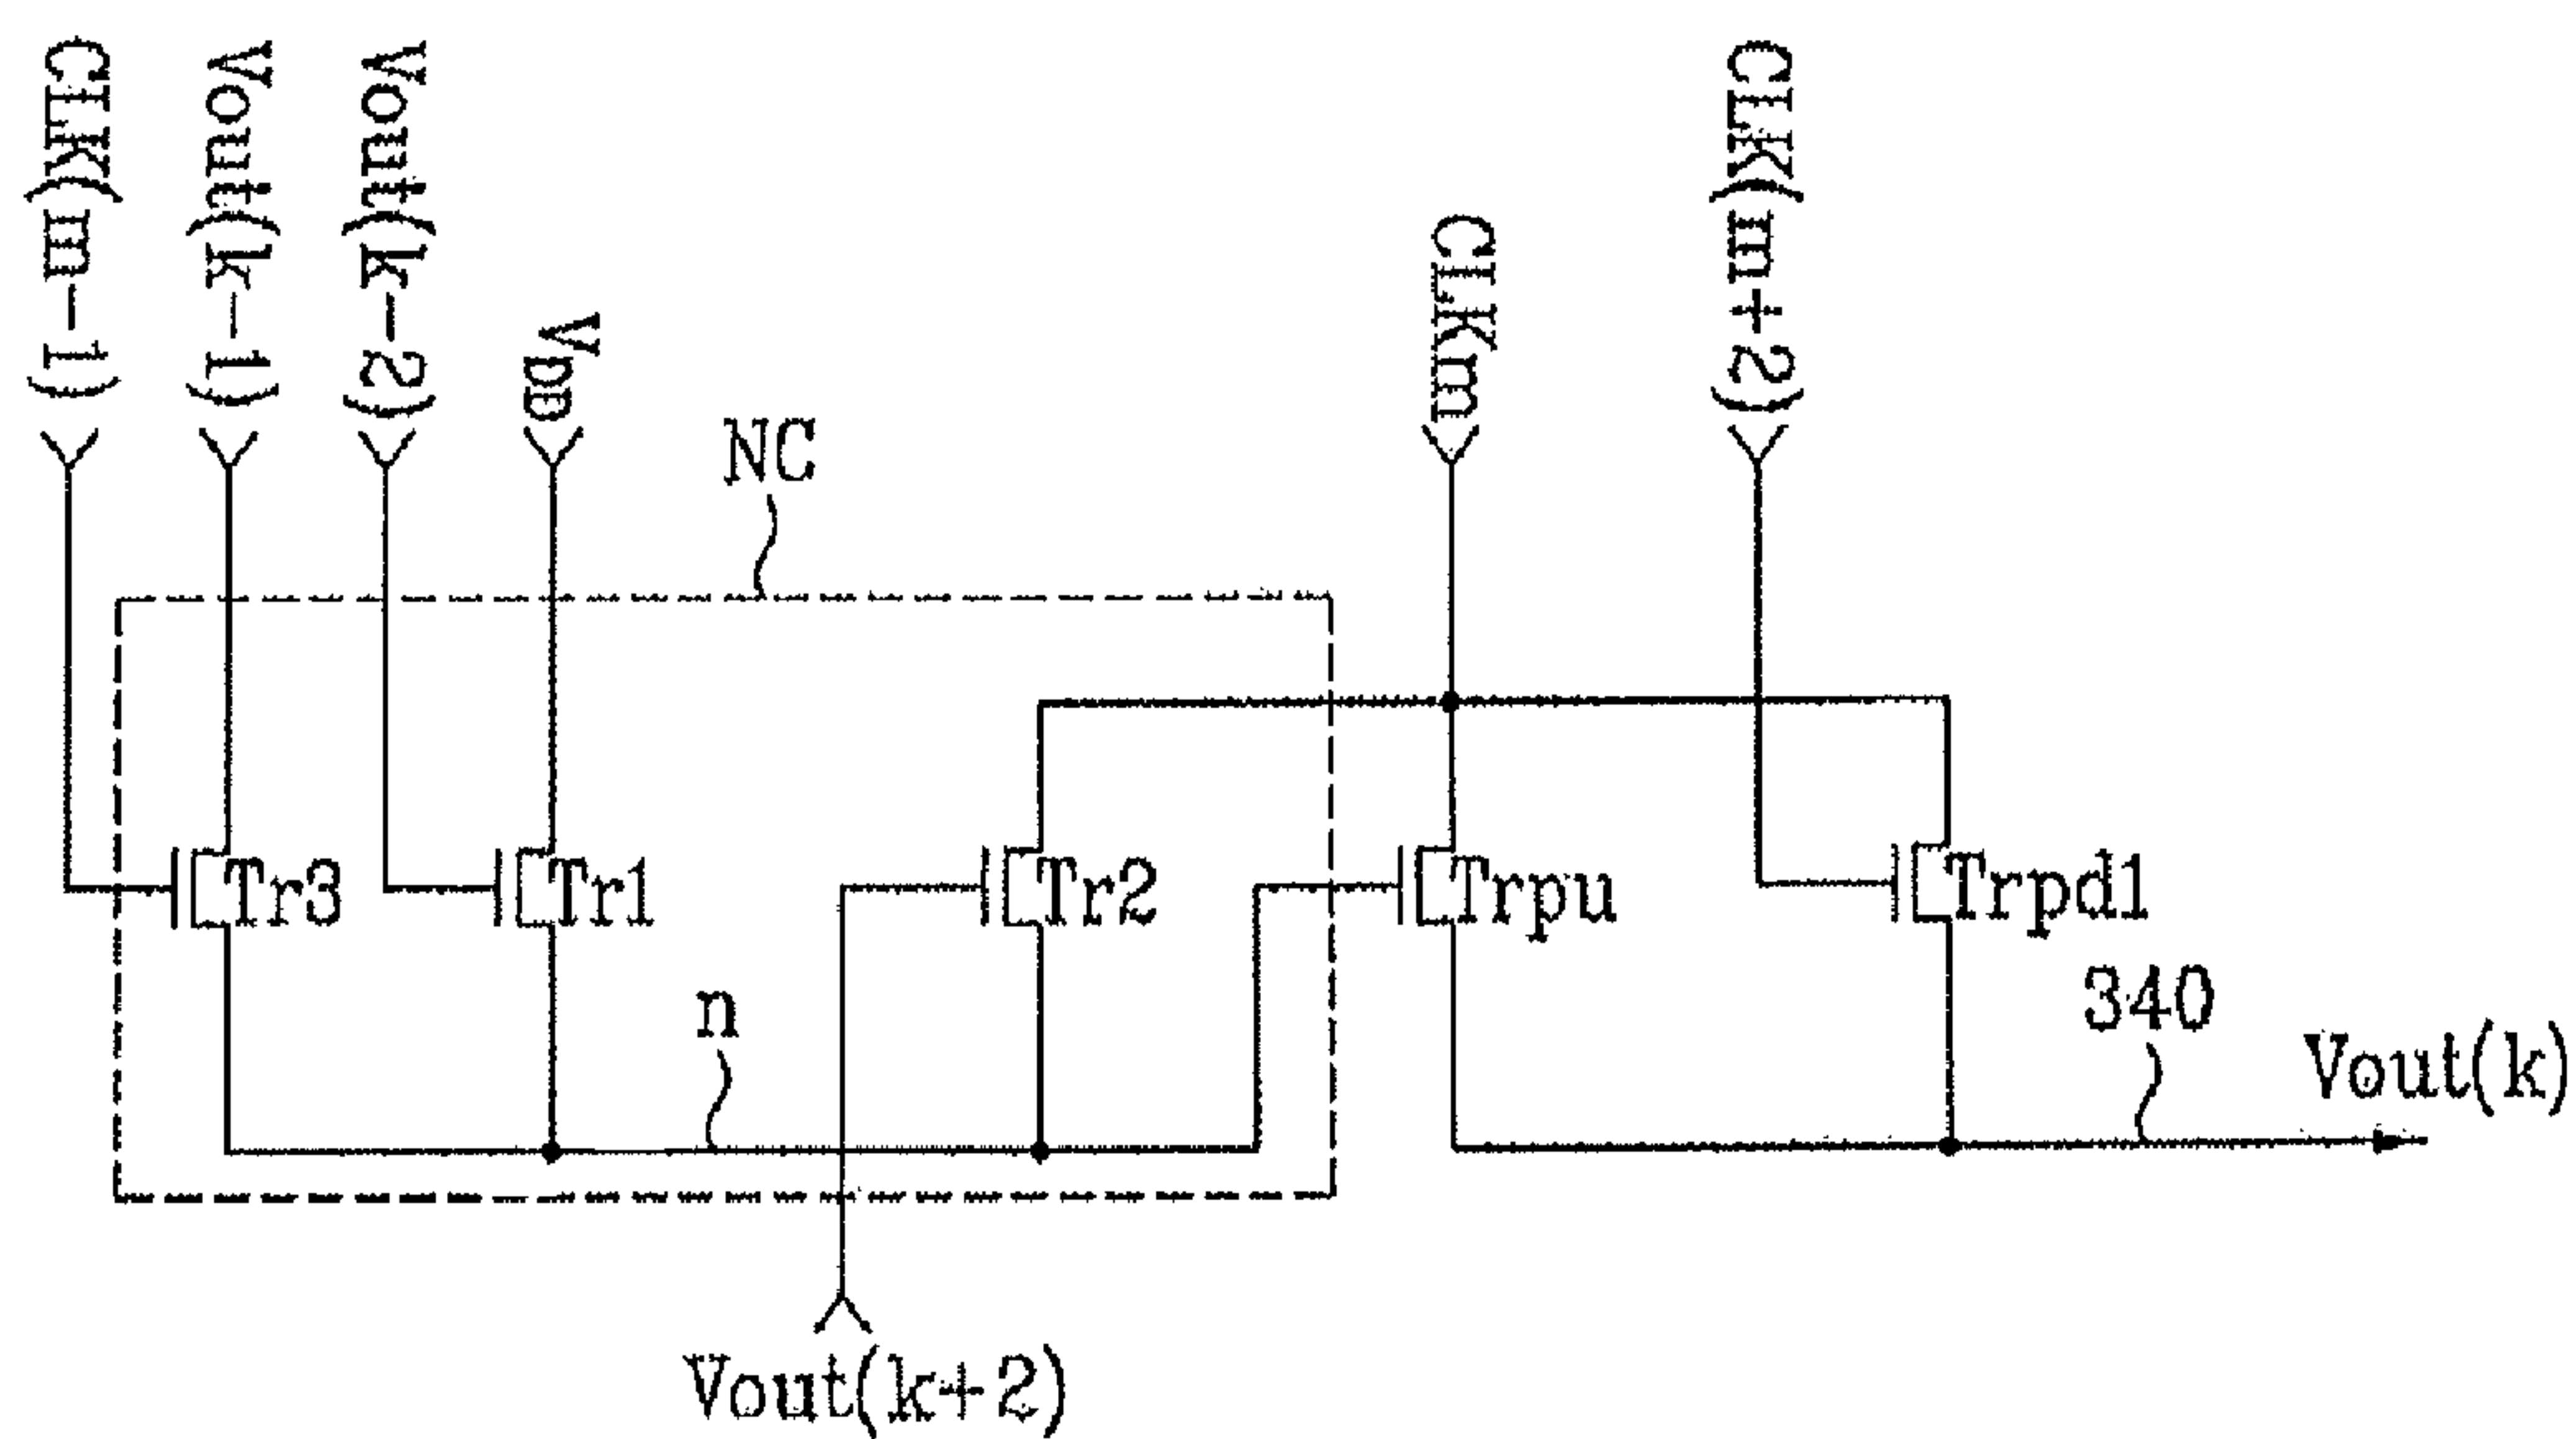 CLK(m-1)
Vout(k-1)
Vout(k-2)
VDD
NC
CLKm
CLK(m+2)
Tr3
Tr1
Tr2
Trpu
Trpd1
n
340
Vout(k)
Vout(k+2)